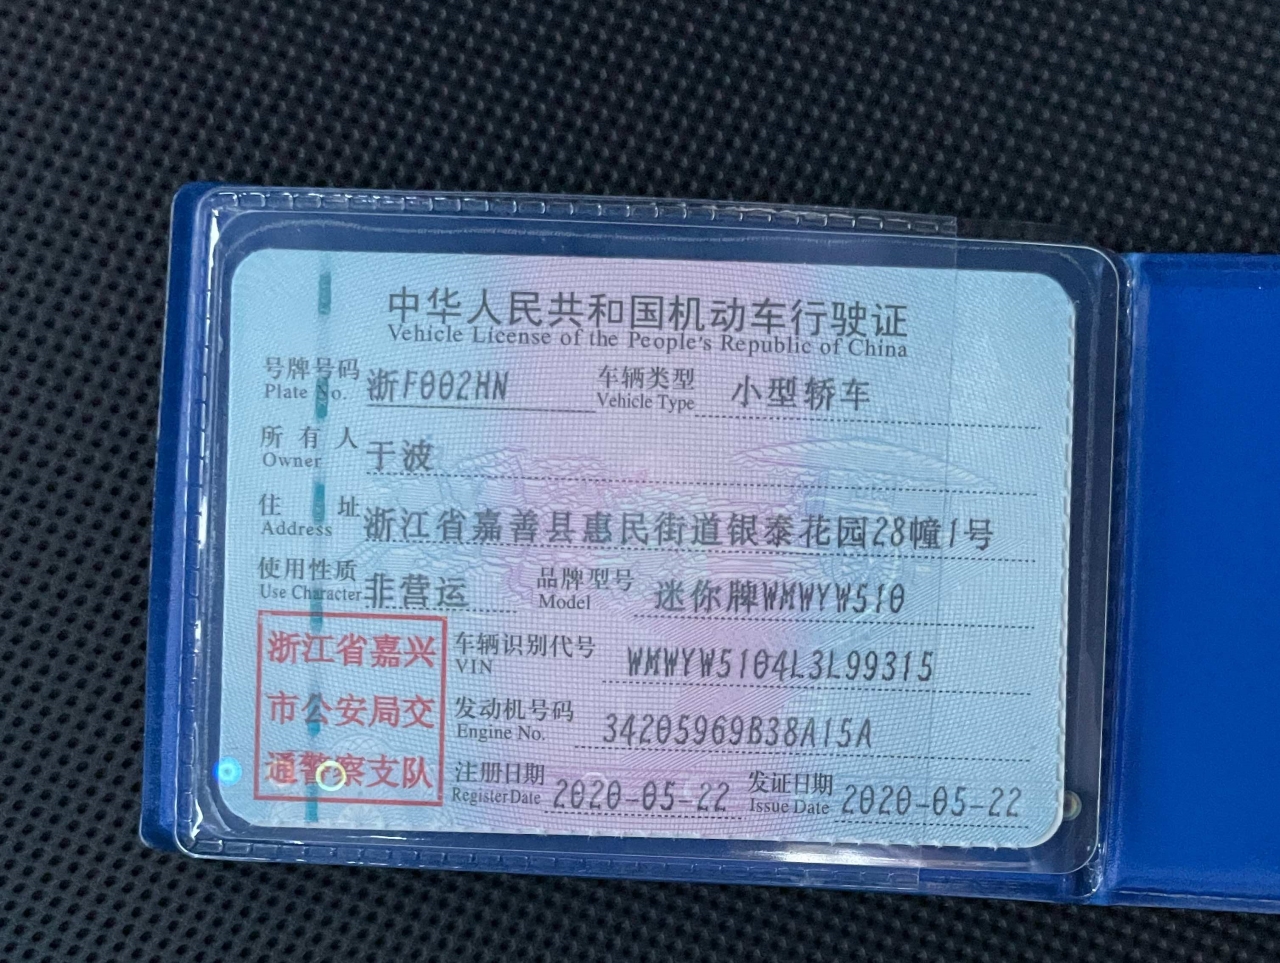 中华人民共和国机动车行驶证
Vehicle License of the People's Republic of China
号牌号码 浙F002HN 车辆类型 小型轿车
Plate No. Vehicle Type
所有人 于波
Owner
住址 浙江省嘉善县惠民街道银泰花园28幢1号
Address
使用性质 非营运 品牌型号 迷你牌WMWYW510
Use Character Model
浙江省嘉兴
市公安局交
通警察支队
车辆识别代号 WMWYW5104L3L99315
VIN
发动机号码 34205969B38A15A
Engine No.
注册日期 2020-05-22 发证日期 2020-05-22
Register Date Issue Date